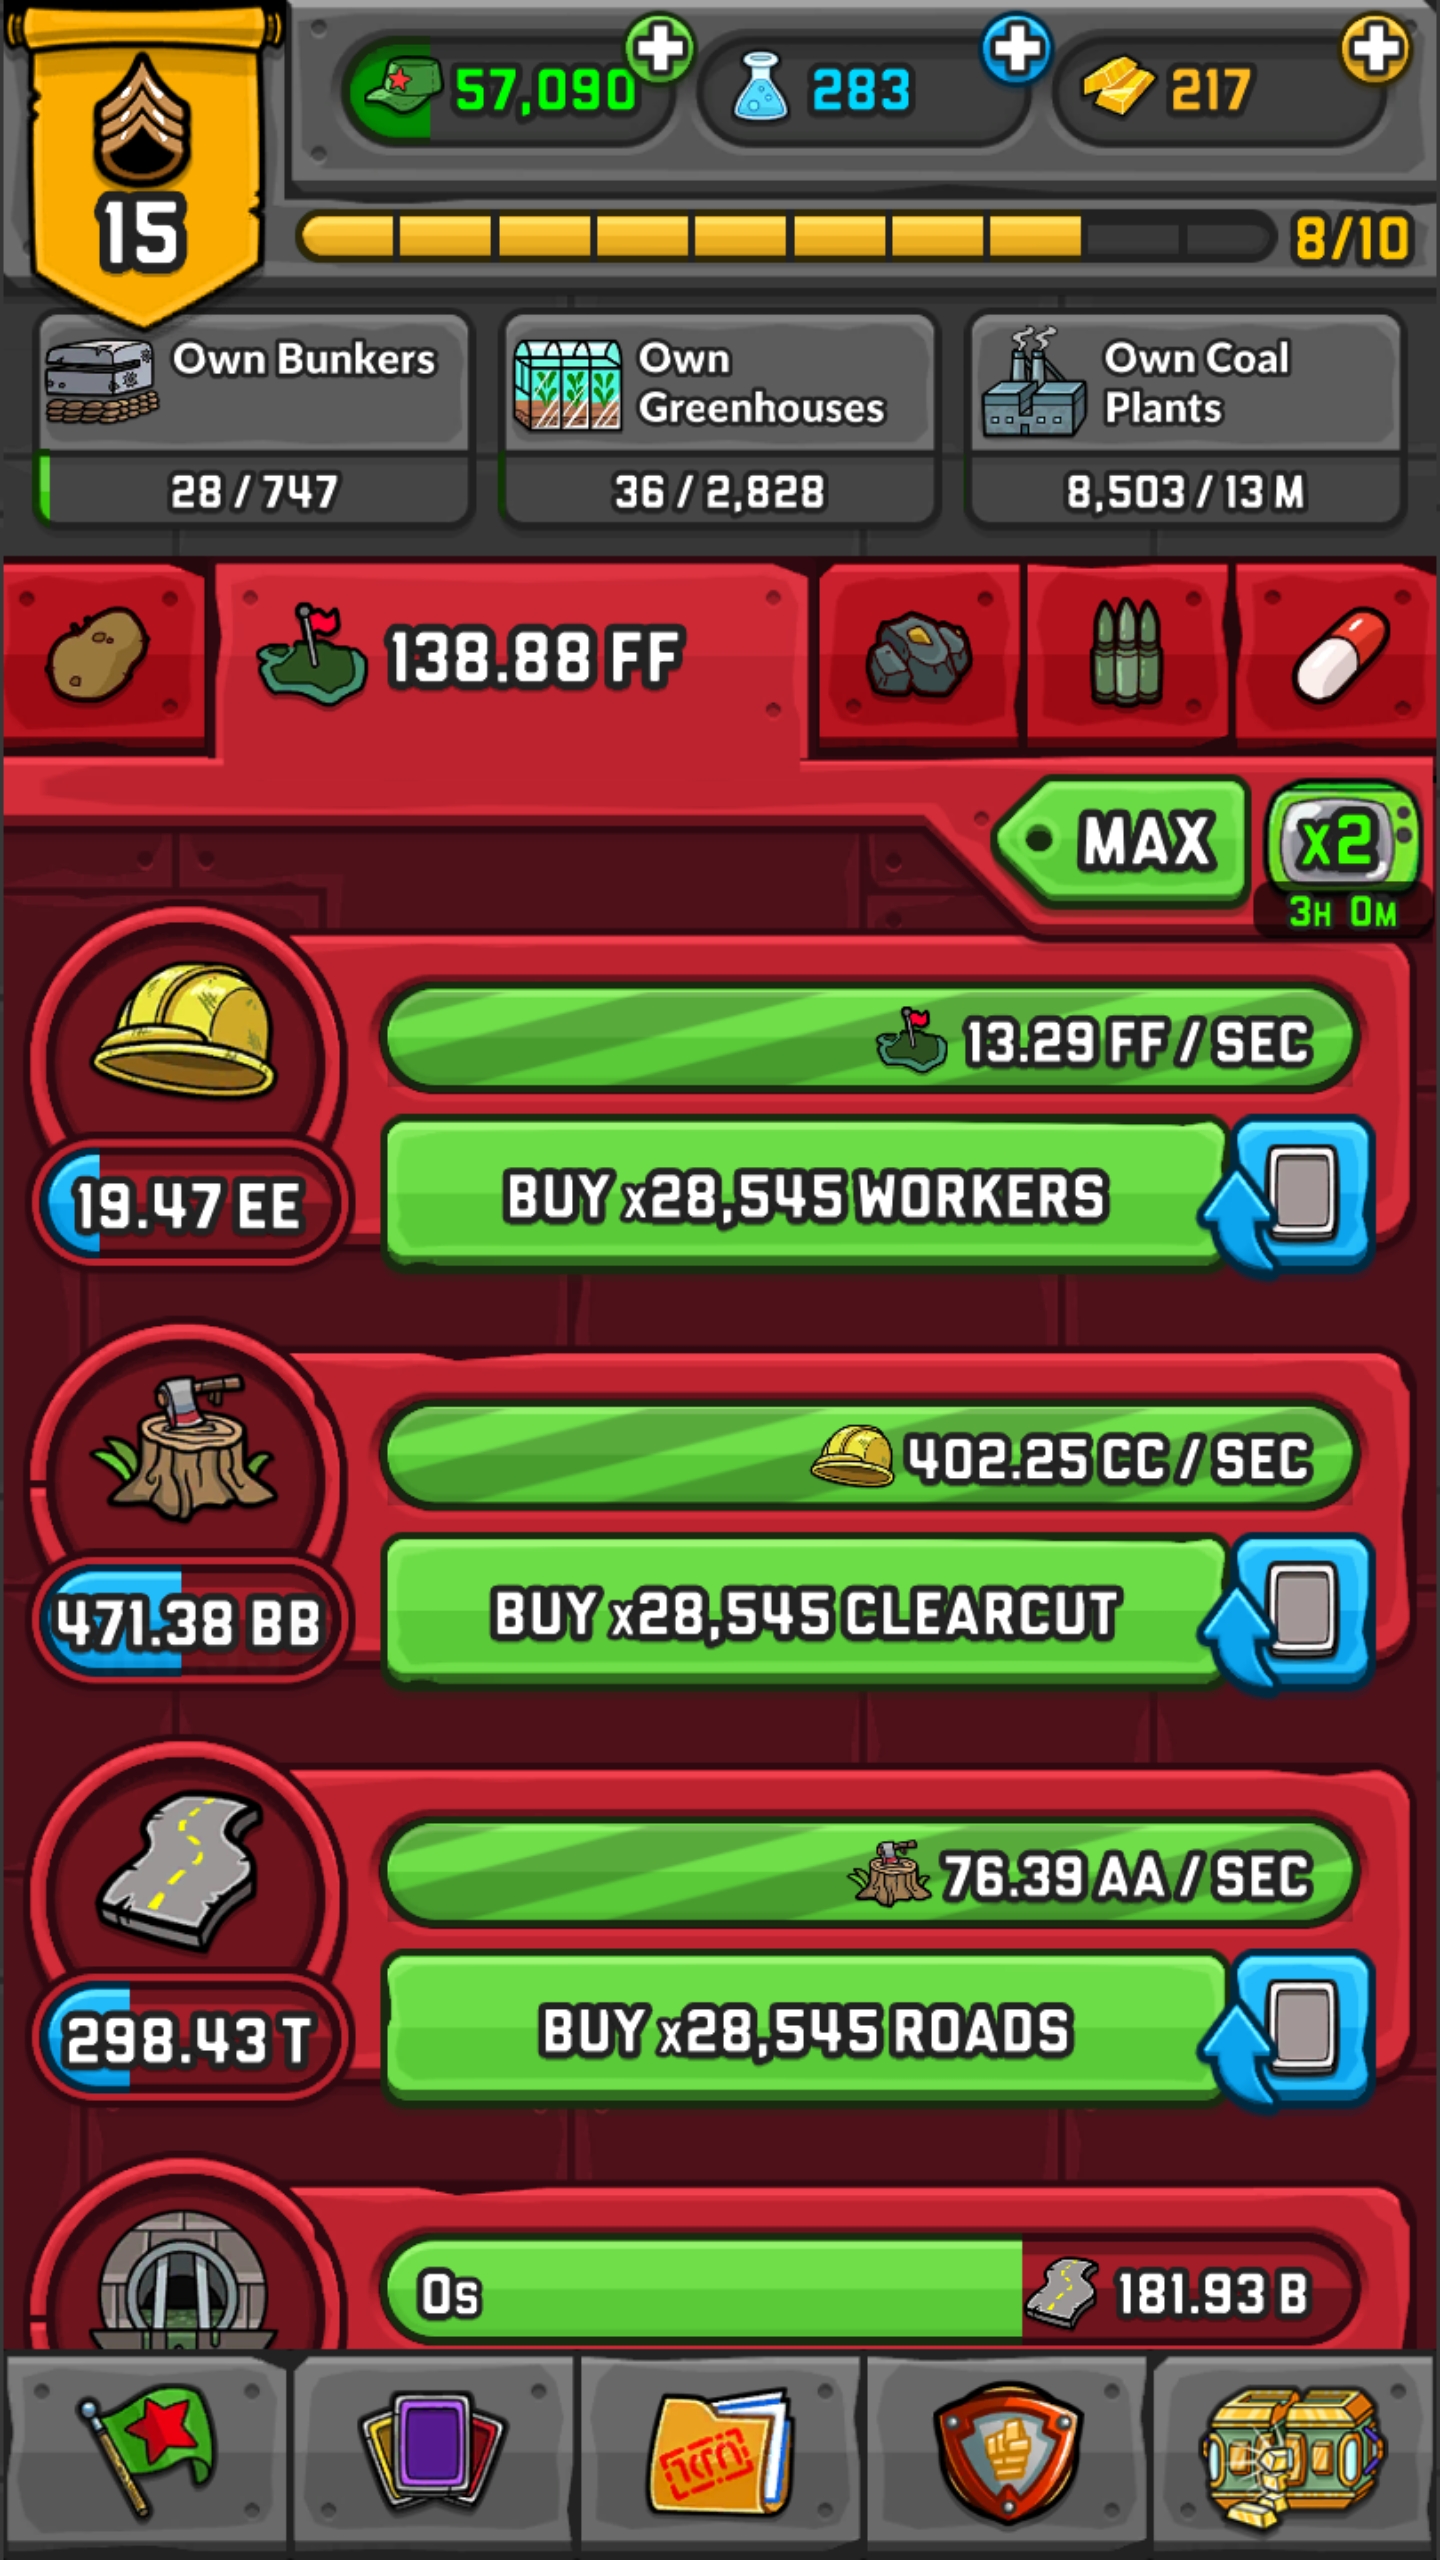 57,090
283
217
15
8/10
Own Bunkers
28 / 747
Own
Greenhouses
36 / 2,828
Own Coal
Plants
8,503 / 13 M
138.88 FF
MAX
x2
3H 0M
13.29 FF / SEC
19.47 EE
BUY x28,545 WORKERS
402.25 CC / SEC
471.38 BB
BUY x28,545 CLEARCUT
76.39 AA / SEC
298.43 T
BUY x28,545 ROADS
0s
181.93 B